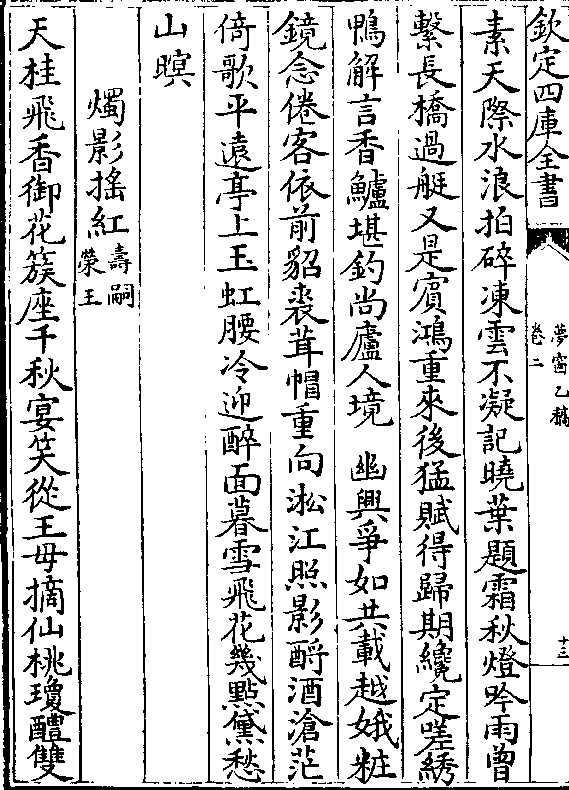 欽定四庫全書
夢窗乙稿
卷二
十三
素天際水浪拍碎凍雲不凝記曉葉題霜秋燈吟雨曾
繫長橋過艇又是賓鴻重來後猛賦得歸期纔定嗟綉
鴨解言香鱸堪釣尚廬人境 幽興爭如共載越娥粧
鏡念倦客依前貂裘茸帽重向淞江照影酹酒滄茫
倚歌平遠亭上玉虹腰冷迎醉面暮雪飛花幾點黛愁
山暝
燭影搖紅壽嗣榮王
天桂飛香御花簇座千秋宴笑從王母摘仙桃瓊醴雙